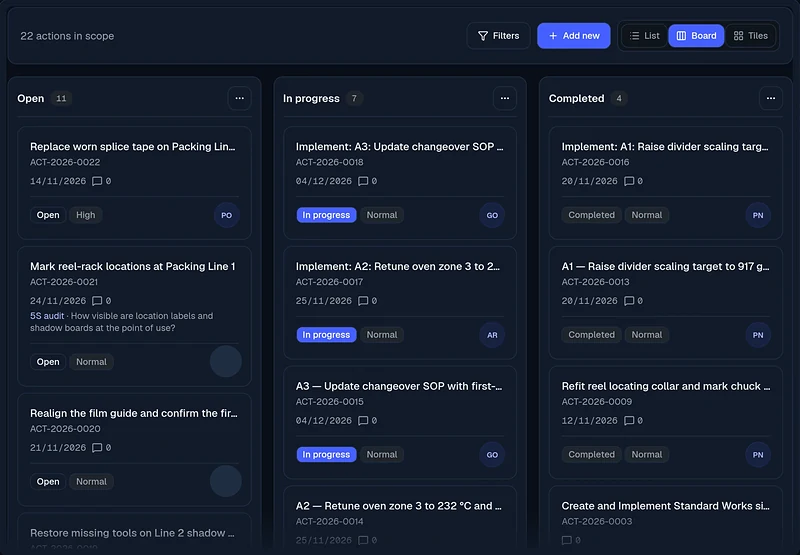 22 actions in scope
Filters
Add new
List
Board
Tiles
Open 11
Replace worn splice tape on Packing Lin...
ACT-2026-0022
14/11/2026 0
Open High PO
Mark reel-rack locations at Packing Line 1
ACT-2026-0021
24/11/2026 0
5S audit · How visible are location labels and
shadow boards at the point of use?
Open Normal
Realign the film guide and confirm the fir...
ACT-2026-0020
21/11/2026 0
Open Normal
Restore missing tools on Line 2 shadow ...
In progress 7
Implement: A3: Update changeover SOP ...
ACT-2026-0018
04/12/2026 0
In progress Normal GO
Implement: A2: Retune oven zone 3 to 2...
ACT-2026-0017
25/11/2026 0
In progress Normal AR
A3 — Update changeover SOP with first-...
ACT-2026-0015
04/12/2026 0
In progress Normal GO
A2 — Retune oven zone 3 to 232 °C and ...
ACT-2026-0014
25/11/2026 0
Completed 4
Implement: A1: Raise divider scaling targ...
ACT-2026-0016
20/11/2026 0
Completed Normal PN
A1 — Raise divider scaling target to 917 g...
ACT-2026-0013
20/11/2026 0
Completed Normal PN
Refit reel locating collar and mark chuck ...
ACT-2026-0009
12/11/2026 0
Completed Normal PN
Create and Implement Standard Works si...
ACT-2026-0003
0